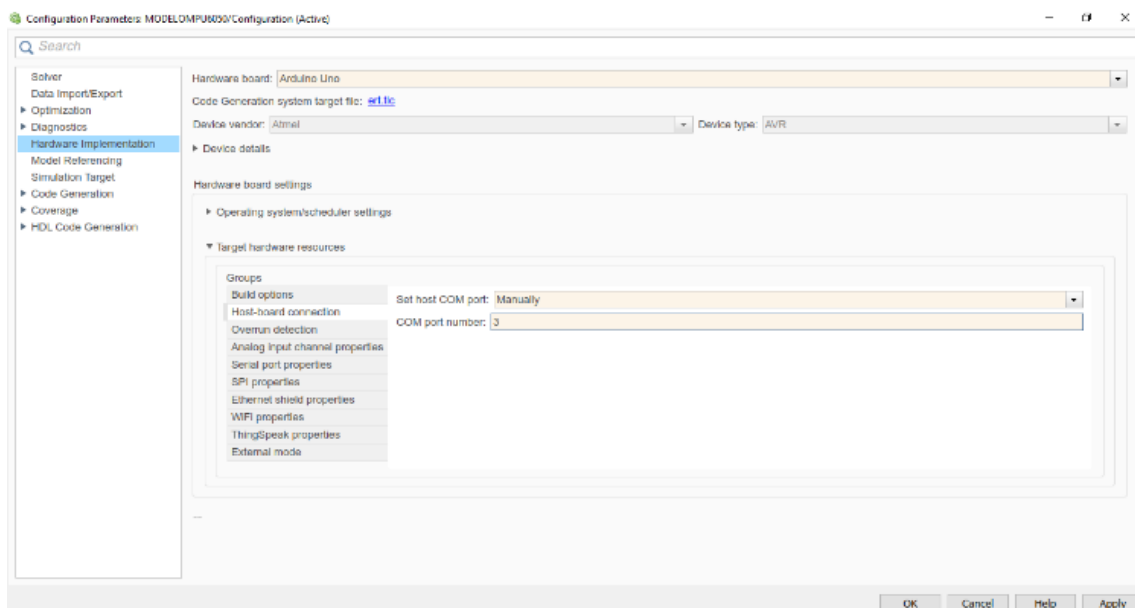 Configuration Parameters: MODELOMPU6050/Configuration (Active)
Search
Solver
Data Import/Export
Optimization
Diagnostics
Hardware Implementation
Model Referencing
Simulation Target
Code Generation
Coverage
HDL Code Generation
Hardware board: Arduino Uno
Code Generation system target file: ert.tlc
Device vendor: Atmel Device type: AVR
Device details
Hardware board settings
Operating system/scheduler settings
Target hardware resources
Groups
Build options
Host-board connection
Overrun detection
Analog input channel properties
Serial port properties
SPI properties
Ethernet shield properties
WiFi properties
ThingSpeak properties
External mode
Set host COM port: Manually
COM port number: 3
...
OK Cancel Help Apply